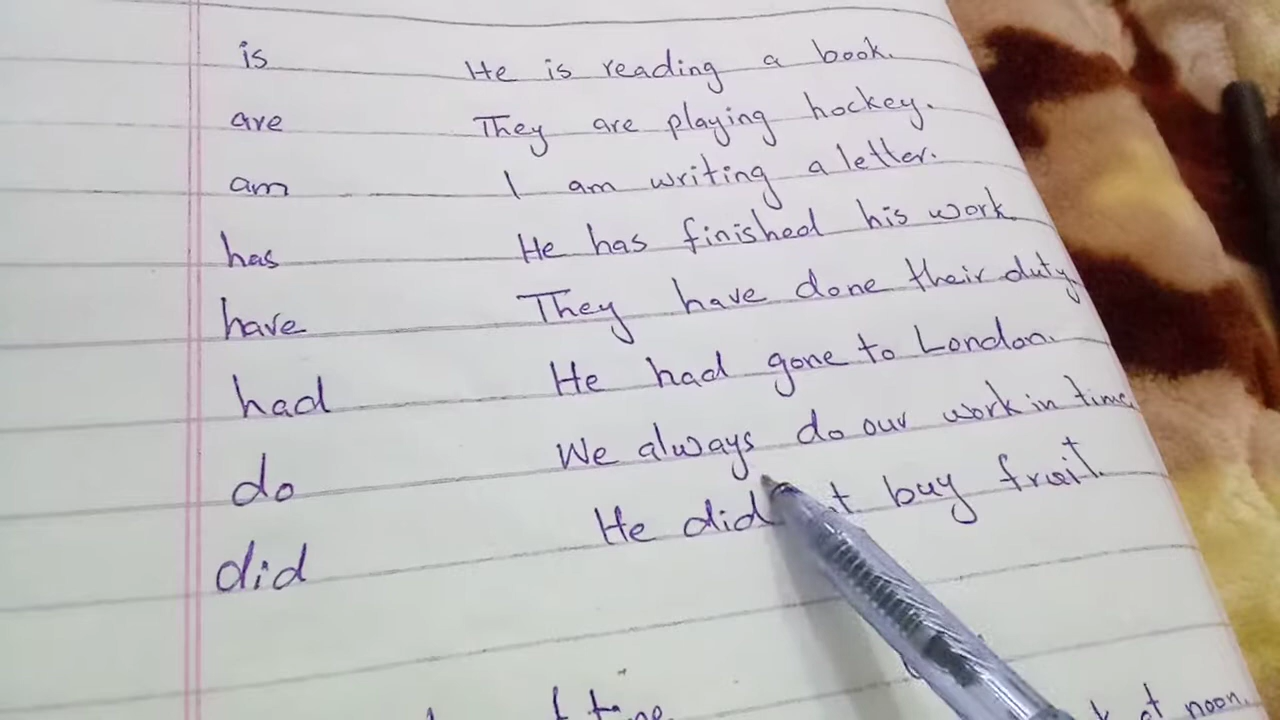 is He is reading a book.
are They are playing hockey.
am I am writing a letter.
has He has finished his work
have They have done their duty.
had He had gone to London.
do We always do our work in time.
did He did buy fruit.
at noon.